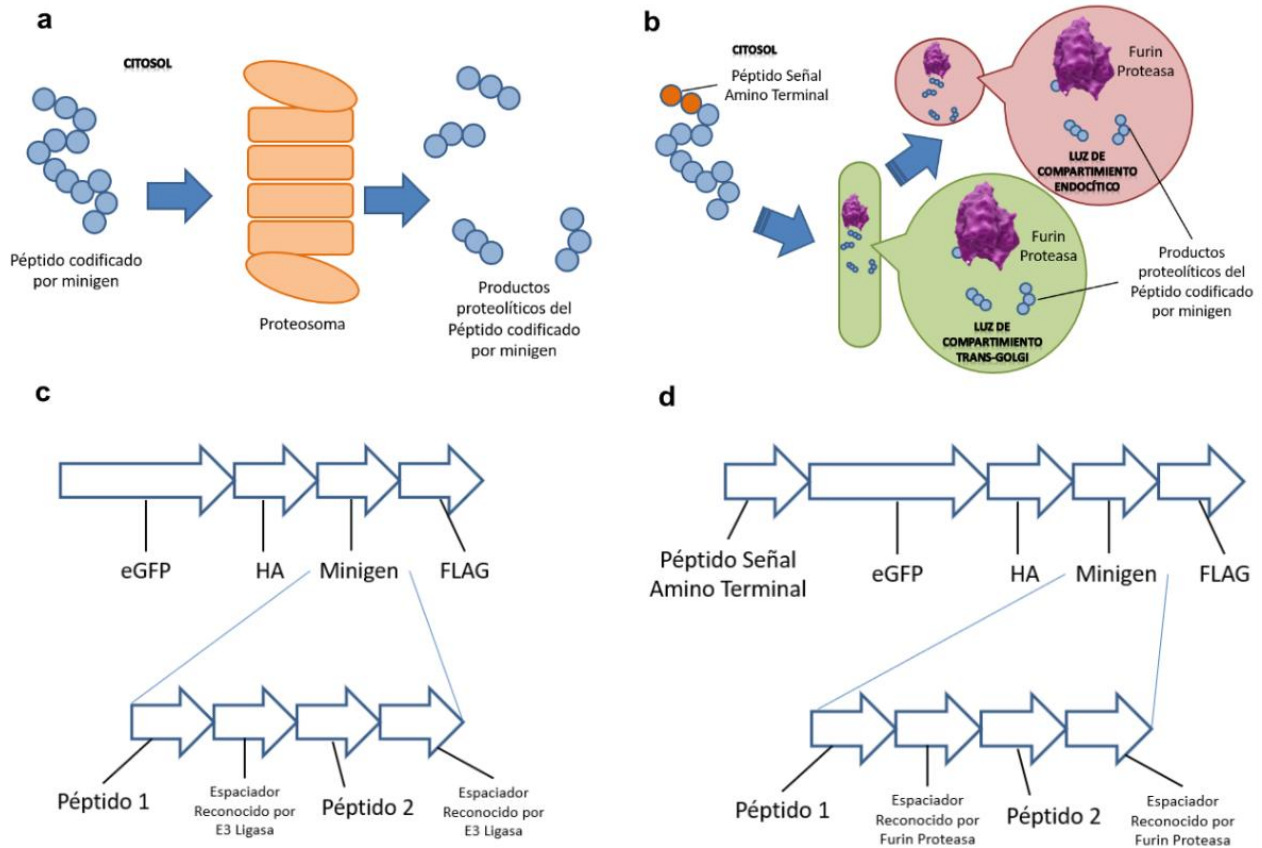 a
CITOSOL
Péptido codificado
por minigen
Proteosoma
Productos
proteolíticos del
Péptido codificado
por minigen
b
CITOSOL
Péptido Señal
Amino Terminal
Furin
Proteasa
LUZ DE
COMPARTIMIENTO
ENDOCÍTICO
Furin
Proteasa
LUZ DE
COMPARTIMIENTO
TRANS-GOLGI
Productos
proteolíticos del
Péptido codificado
por minigen
c
eGFP
HA
Minigen
FLAG
Péptido 1
Espaciador
Reconocido por
E3 Ligasa
Péptido 2
Espaciador
Reconocido por
E3 Ligasa
d
Péptido Señal
Amino Terminal
eGFP
HA
Minigen
FLAG
Péptido 1
Espaciador
Reconocido por
Furin Proteasa
Péptido 2
Espaciador
Reconocido por
Furin Proteasa